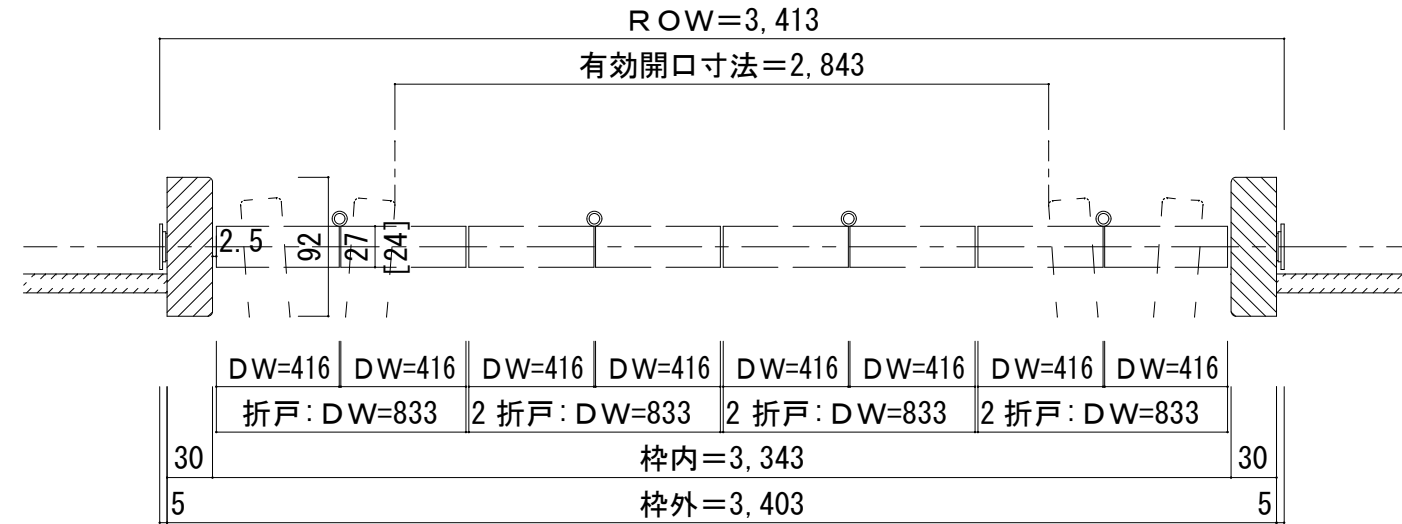 ＲＯＷ＝3,413
有効開口寸法＝2,843
2.5
92
27
[24]
ＤＷ=416 ＤＷ=416 ＤＷ=416 ＤＷ=416 ＤＷ=416 ＤＷ=416 ＤＷ=416 ＤＷ=416
折戸：ＤＷ=833 2 折戸：ＤＷ=833 2 折戸：ＤＷ=833 2 折戸：ＤＷ=833
30 枠内＝3,343 30
5 枠外＝3,403 5